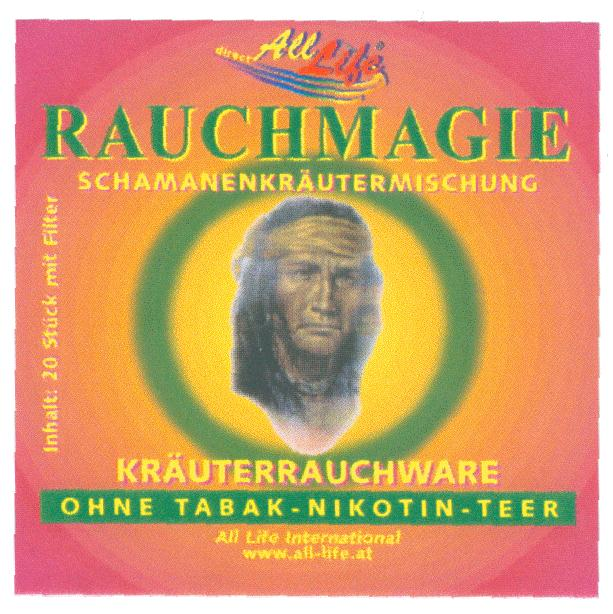 direct All Life®
RAUCHMAGIE
SCHAMANENKRÄUTERMISCHUNG
Inhalt: 20 Stück mit Filter
KRÄUTERRAUCHWARE
OHNE TABAK-NIKOTIN-TEER
All Life International
www.all-life.at